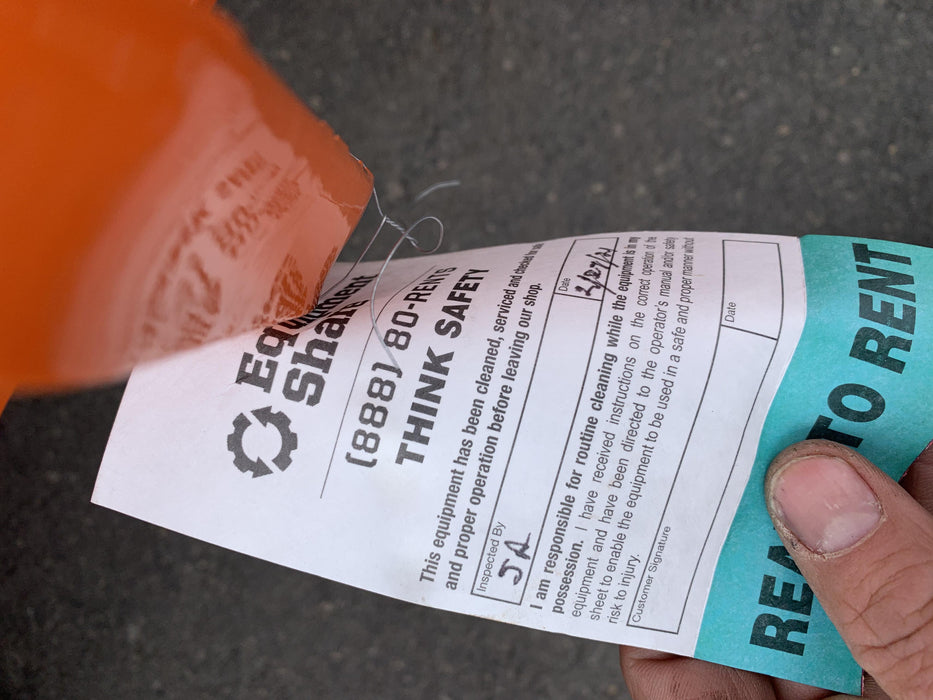 Equipment
Share
(888) 80-RENTS
THINK SAFETY
This equipment has been cleaned, serviced and checked to
and proper operation before leaving our shop.
Inspected By
JA
Date
I am responsible for routine cleaning while the equipment is in my
possession. I have received instructions on the correct operation of the
equipment and have been directed to the operator's manual and/or safety
sheet to enable the equipment to be used in a safe and proper manner without
risk to injury.
Customer Signature
Date
TO RENT